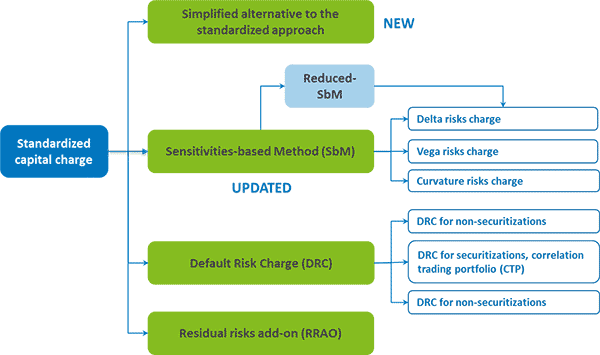 Simplified alternative to the
standardized approach
NEW
Reduced-
SbM
Delta risks charge
Standardized
capital charge
Sensitivities-based Method (SbM)
Vega risks charge
UPDATED
Curvature risks charge
DRC for non-securitizations
Default Risk Charge (DRC)
DRC for securitizations, correlation
trading portfolio (CTP)
DRC for non-securitizations
Residual risks add-on (RRAO)